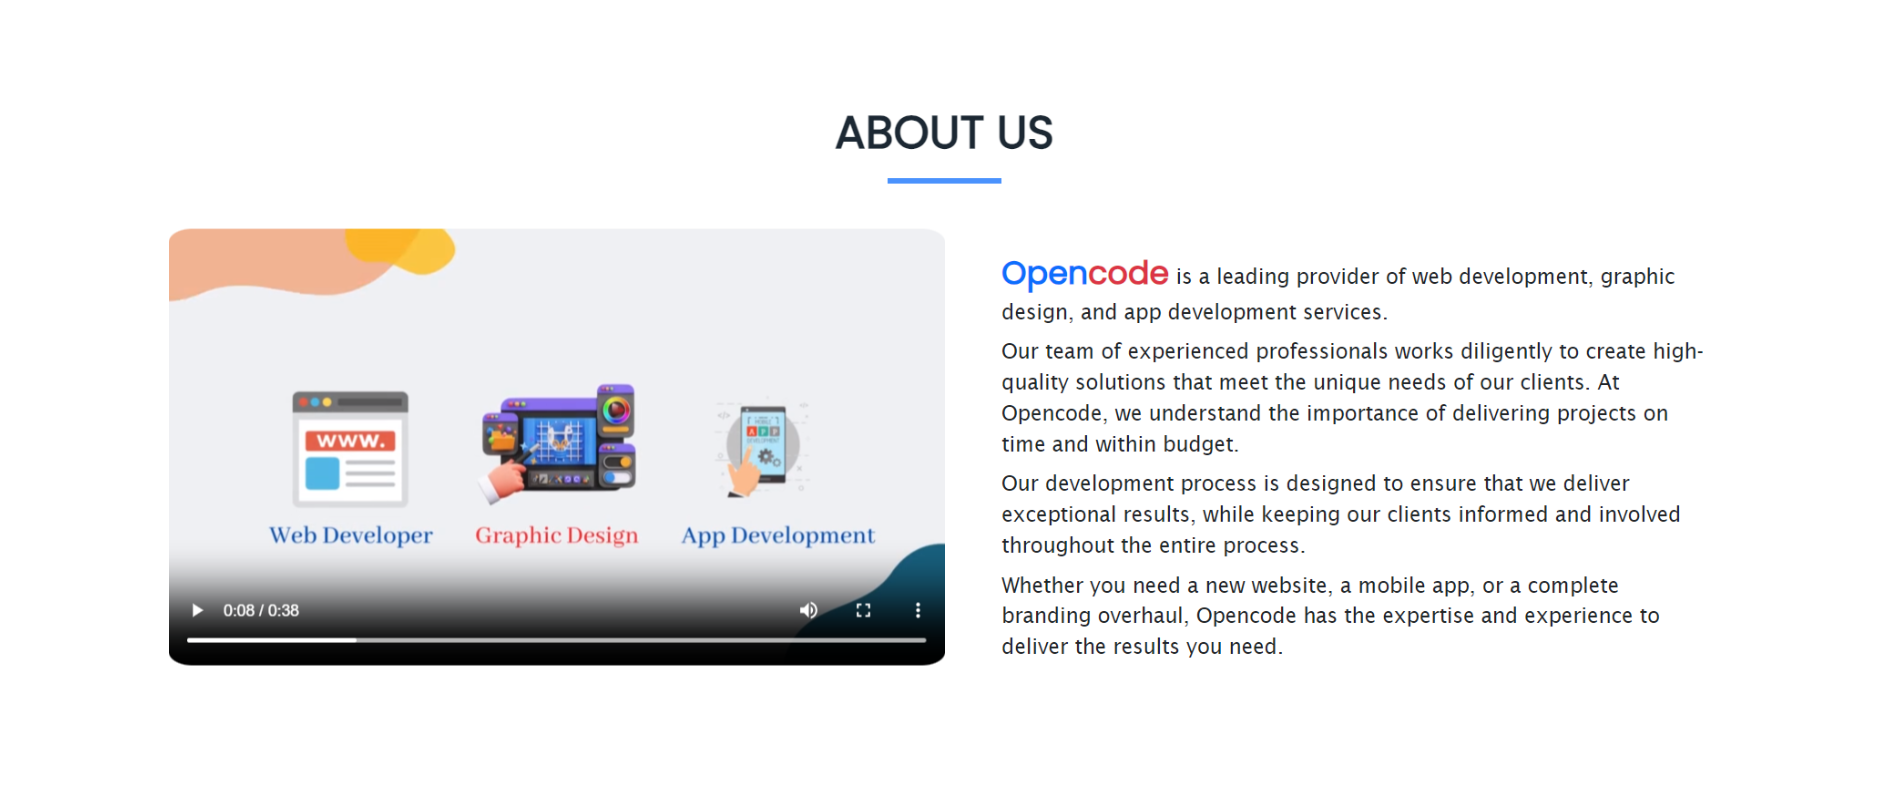 ABOUT US
WWW.
APP
DEVELOPMENT
Web Developer
Graphic Design
App Development
0:08 / 0:38
Opencode is a leading provider of web development, graphic
design, and app development services.
Our team of experienced professionals works diligently to create high-
quality solutions that meet the unique needs of our clients. At
Opencode, we understand the importance of delivering projects on
time and within budget.
Our development process is designed to ensure that we deliver
exceptional results, while keeping our clients informed and involved
throughout the entire process.
Whether you need a new website, a mobile app, or a complete
branding overhaul, Opencode has the expertise and experience to
deliver the results you need.